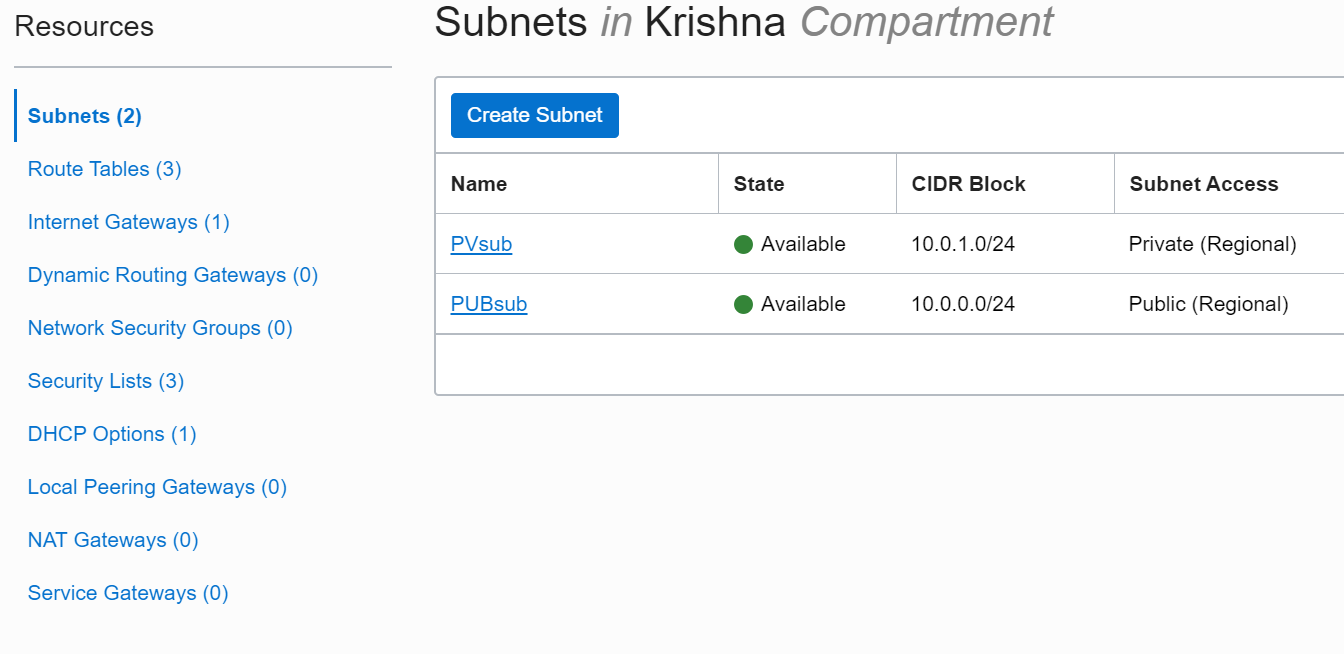 Resources
Subnets (2)
Route Tables (3)
Internet Gateways (1)
Dynamic Routing Gateways (0)
Network Security Groups (0)
Security Lists (3)
DHCP Options (1)
Local Peering Gateways (0)
NAT Gateways (0)
Service Gateways (0)
Subnets in Krishna Compartment
Create Subnet
Name State CIDR Block Subnet Access
PVsub Available 10.0.1.0/24 Private (Regional)
PUBsub Available 10.0.0.0/24 Public (Regional)